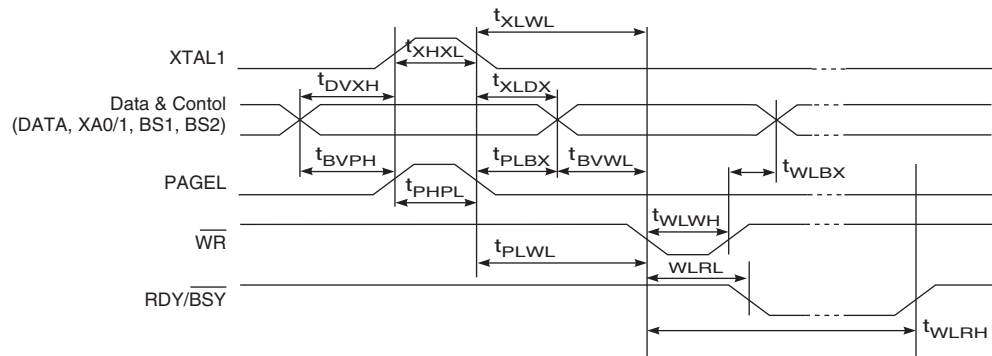 tXLWL
XTAL1
tXHXL
tDVXH
tXLDX
Data & Contol
(DATA, XA0/1, BS1, BS2)
tBVPH
tPLBX
tBVWL
tWLBX
PAGEL
tPHPL
tWLWH
WR
tPLWL
WLRL
RDY/BSY
tWLRH